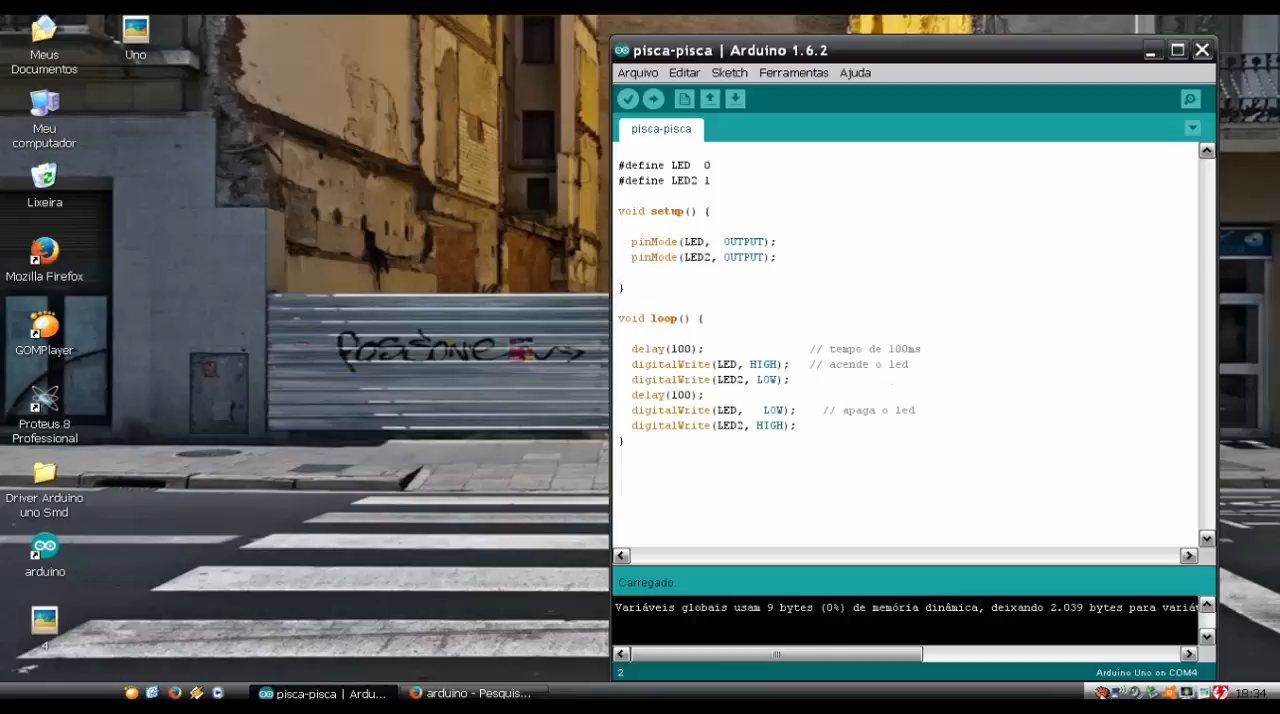 Meus
Documentos
Uno
Meu
computador
Lixeira
Mozilla Firefox
GOMPlayer
Proteus 8
Professional
Driver Arduino
uno Smd
arduino
4
pisca-pisca | Arduino 1.6.2
Arquivo Editar Sketch Ferramentas Ajuda
pisca-pisca
#define LED  0
#define LED2 1
void setup() {
pinMode(LED,  OUTPUT);
pinMode(LED2, OUTPUT);
}
void loop() {
delay(100); // tempo de 100ms
digitalWrite(LED, HIGH); // acende o led
digitalWrite(LED2, LOW);
delay(100);
digitalWrite(LED,   LOW); // apaga o led
digitalWrite(LED2, HIGH);
}
Carregado.
Variáveis globais usam 9 bytes (0%) de memória dinâmica, deixando 2.039 bytes para variáv
2
Arduino Uno on COM4
pisca-pisca | Ardu...
arduino - Pesquis...
18:34